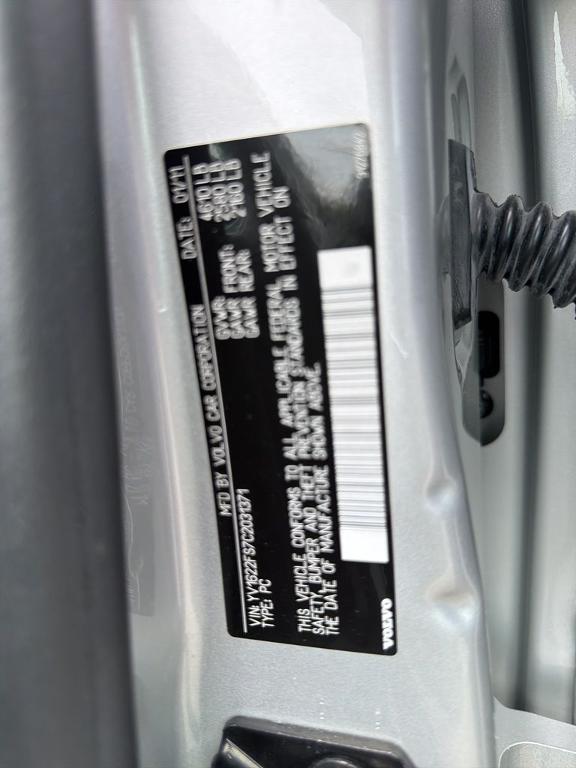 MFD BY VOLVO CAR CORPORATION DATE: 01/11
GVWR: 4610 LB
GAWR FRONT: 2580 LB
GAWR REAR: 2160 LB
VIN: YV1622FS7C2031371
TYPE: PC
THIS VEHICLE CONFORMS TO ALL APPLICABLE FEDERAL MOTOR VEHICLE
SAFETY, BUMPER AND THEFT PREVENTION STANDARDS IN EFFECT ON
THE DATE OF MANUFACTURE SHOWN ABOVE.
VOLVO